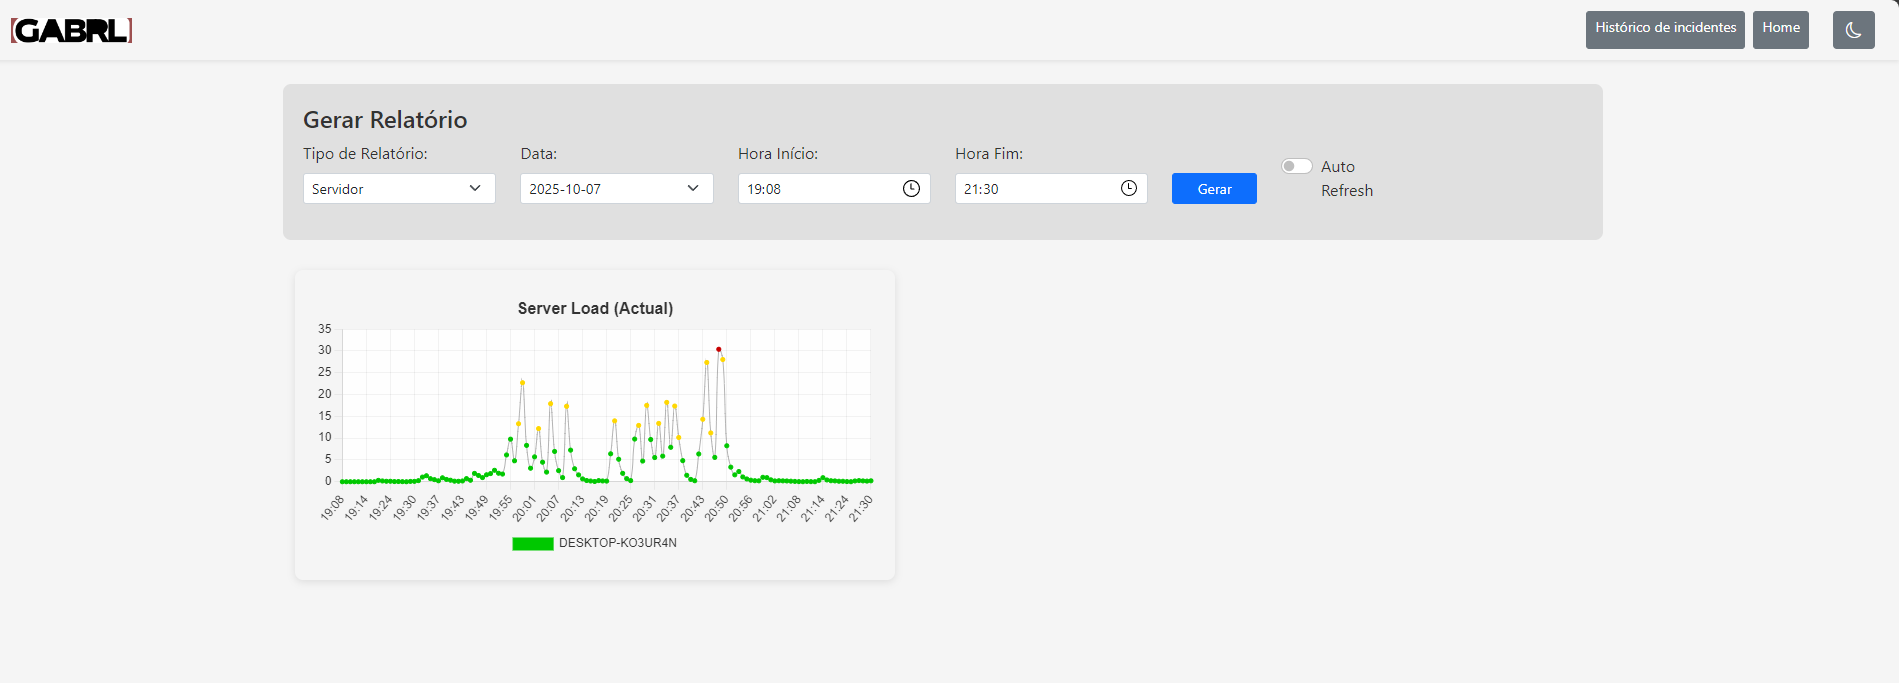 [GABRL]
Histórico de incidentes
Home
Gerar Relatório
Tipo de Relatório:
Data:
Hora Início:
Hora Fim:
Servidor
2025-10-07
19:08
21:30
Gerar
Auto
Refresh
Server Load (Actual)
35
30
25
20
15
10
5
0
19:08
19:14
19:24
19:30
19:37
19:43
19:49
19:55
20:01
20:07
20:13
20:19
20:25
20:31
20:37
20:43
20:50
20:56
21:02
21:08
21:14
21:24
21:30
DESKTOP-KO3UR4N